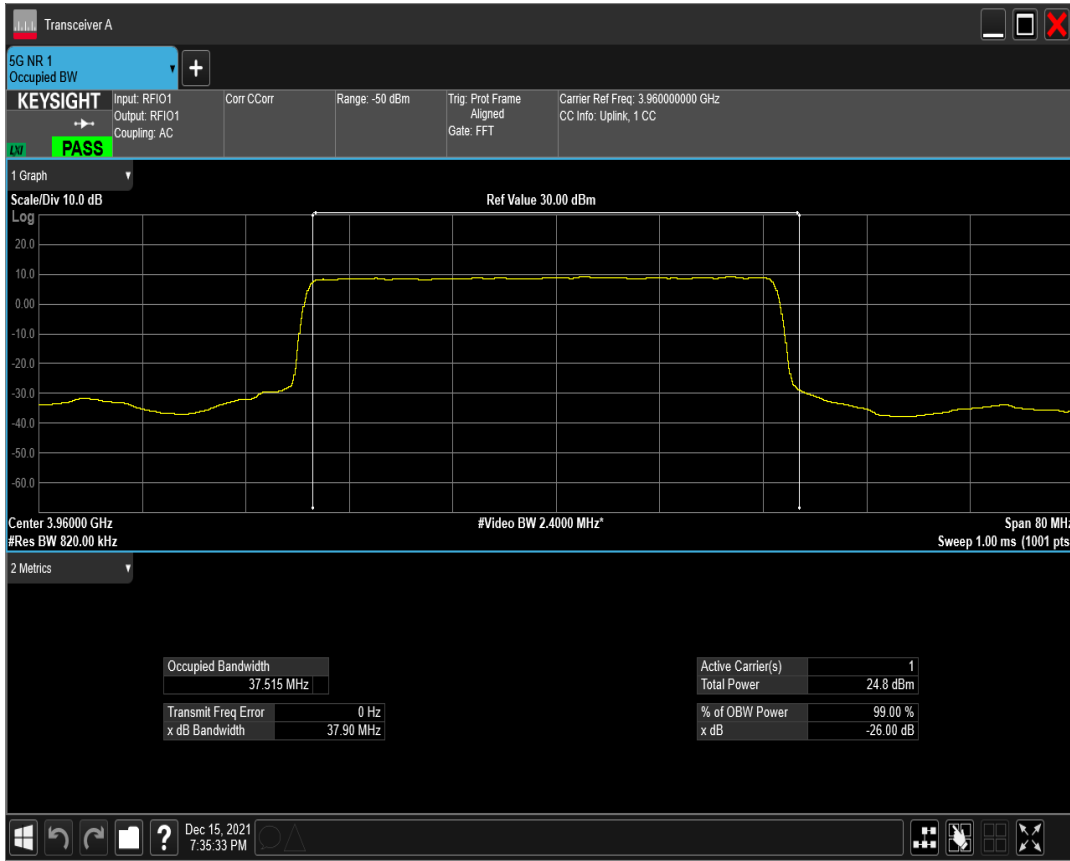 Transceiver A
5G NR 1
Occupied BW
KEYSIGHT
LXI
PASS
Input: RFIO1
Output: RFIO1
Coupling: AC
Corr CCorr
Range: -50 dBm
Trig: Prot Frame
Aligned
Gate: FFT
Carrier Ref Freq: 3.960000000 GHz
CC Info: Uplink, 1 CC
1 Graph
Scale/Div 10.0 dB
Ref Value 30.00 dBm
Log
20.0
10.0
0.00
-10.0
-20.0
-30.0
-40.0
-50.0
-60.0
Center 3.96000 GHz
#Video BW 2.4000 MHz*
Span 80 MHz
#Res BW 820.00 kHz
Sweep 1.00 ms (1001 pts
2 Metrics
Occupied Bandwidth
37.515 MHz
Transmit Freq Error 0 Hz
x dB Bandwidth 37.90 MHz
Active Carrier(s) 1
Total Power 24.8 dBm
% of OBW Power 99.00 %
x dB -26.00 dB
?
Dec 15, 2021
7:35:33 PM